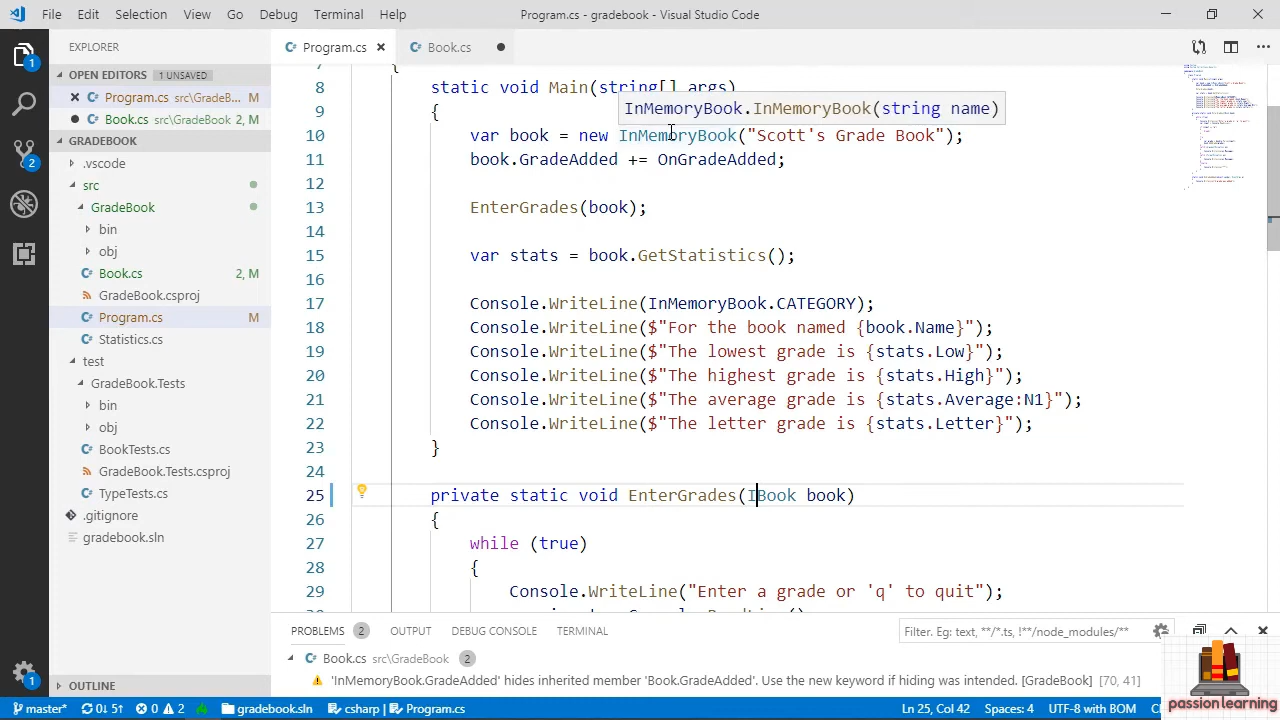 File Edit Selection View Go Debug Terminal Help Program.cs - gradebook - Visual Studio Code
EXPLORER
Program.cs
Book.cs
OPEN EDITORS 1 UNSAVED
Program.cs src\GradeB... M
Book.cs src\GradeBook 2, M
GRADEBOOK
.vscode
src
GradeBook
bin
obj
Book.cs 2, M
GradeBook.csproj
Program.cs M
Statistics.cs
test
GradeBook.Tests
bin
obj
BookTests.cs
GradeBook.Tests.csproj
TypeTests.cs
.gitignore
gradebook.sln
OUTLINE
1
2
1
7 {
8 static void Main(string[] args)
InMemoryBook.InMemoryBook(string name)
9 {
10 var book = new InMemoryBook("Scott's Grade Book");
11 book.GradeAdded += OnGradeAdded;
12
13 EnterGrades(book);
14
15 var stats = book.GetStatistics();
16
17 Console.WriteLine(InMemoryBook.CATEGORY);
18 Console.WriteLine($"For the book named {book.Name}");
19 Console.WriteLine($"The lowest grade is {stats.Low}");
20 Console.WriteLine($"The highest grade is {stats.High}");
21 Console.WriteLine($"The average grade is {stats.Average:N1}");
22 Console.WriteLine($"The letter grade is {stats.Letter}");
23 }
24
25 private static void EnterGrades(IBook book)
26 {
27 while (true)
28 {
29 Console.WriteLine("Enter a grade or 'q' to quit");
PROBLEMS 2 OUTPUT DEBUG CONSOLE TERMINAL Filter. Eg: text, **/*.ts, !**/node_modules/**
Book.cs src\GradeBook 2
'InMemoryBook.GradeAdded' hides inherited member 'Book.GradeAdded'. Use the new keyword if hiding was intended. [GradeBook] [70, 41]
passion learning
master* 0↓ 5↑ 0 2 gradebook.sln csharp | Program.cs Ln 25, Col 42 Spaces: 4 UTF-8 with BOM